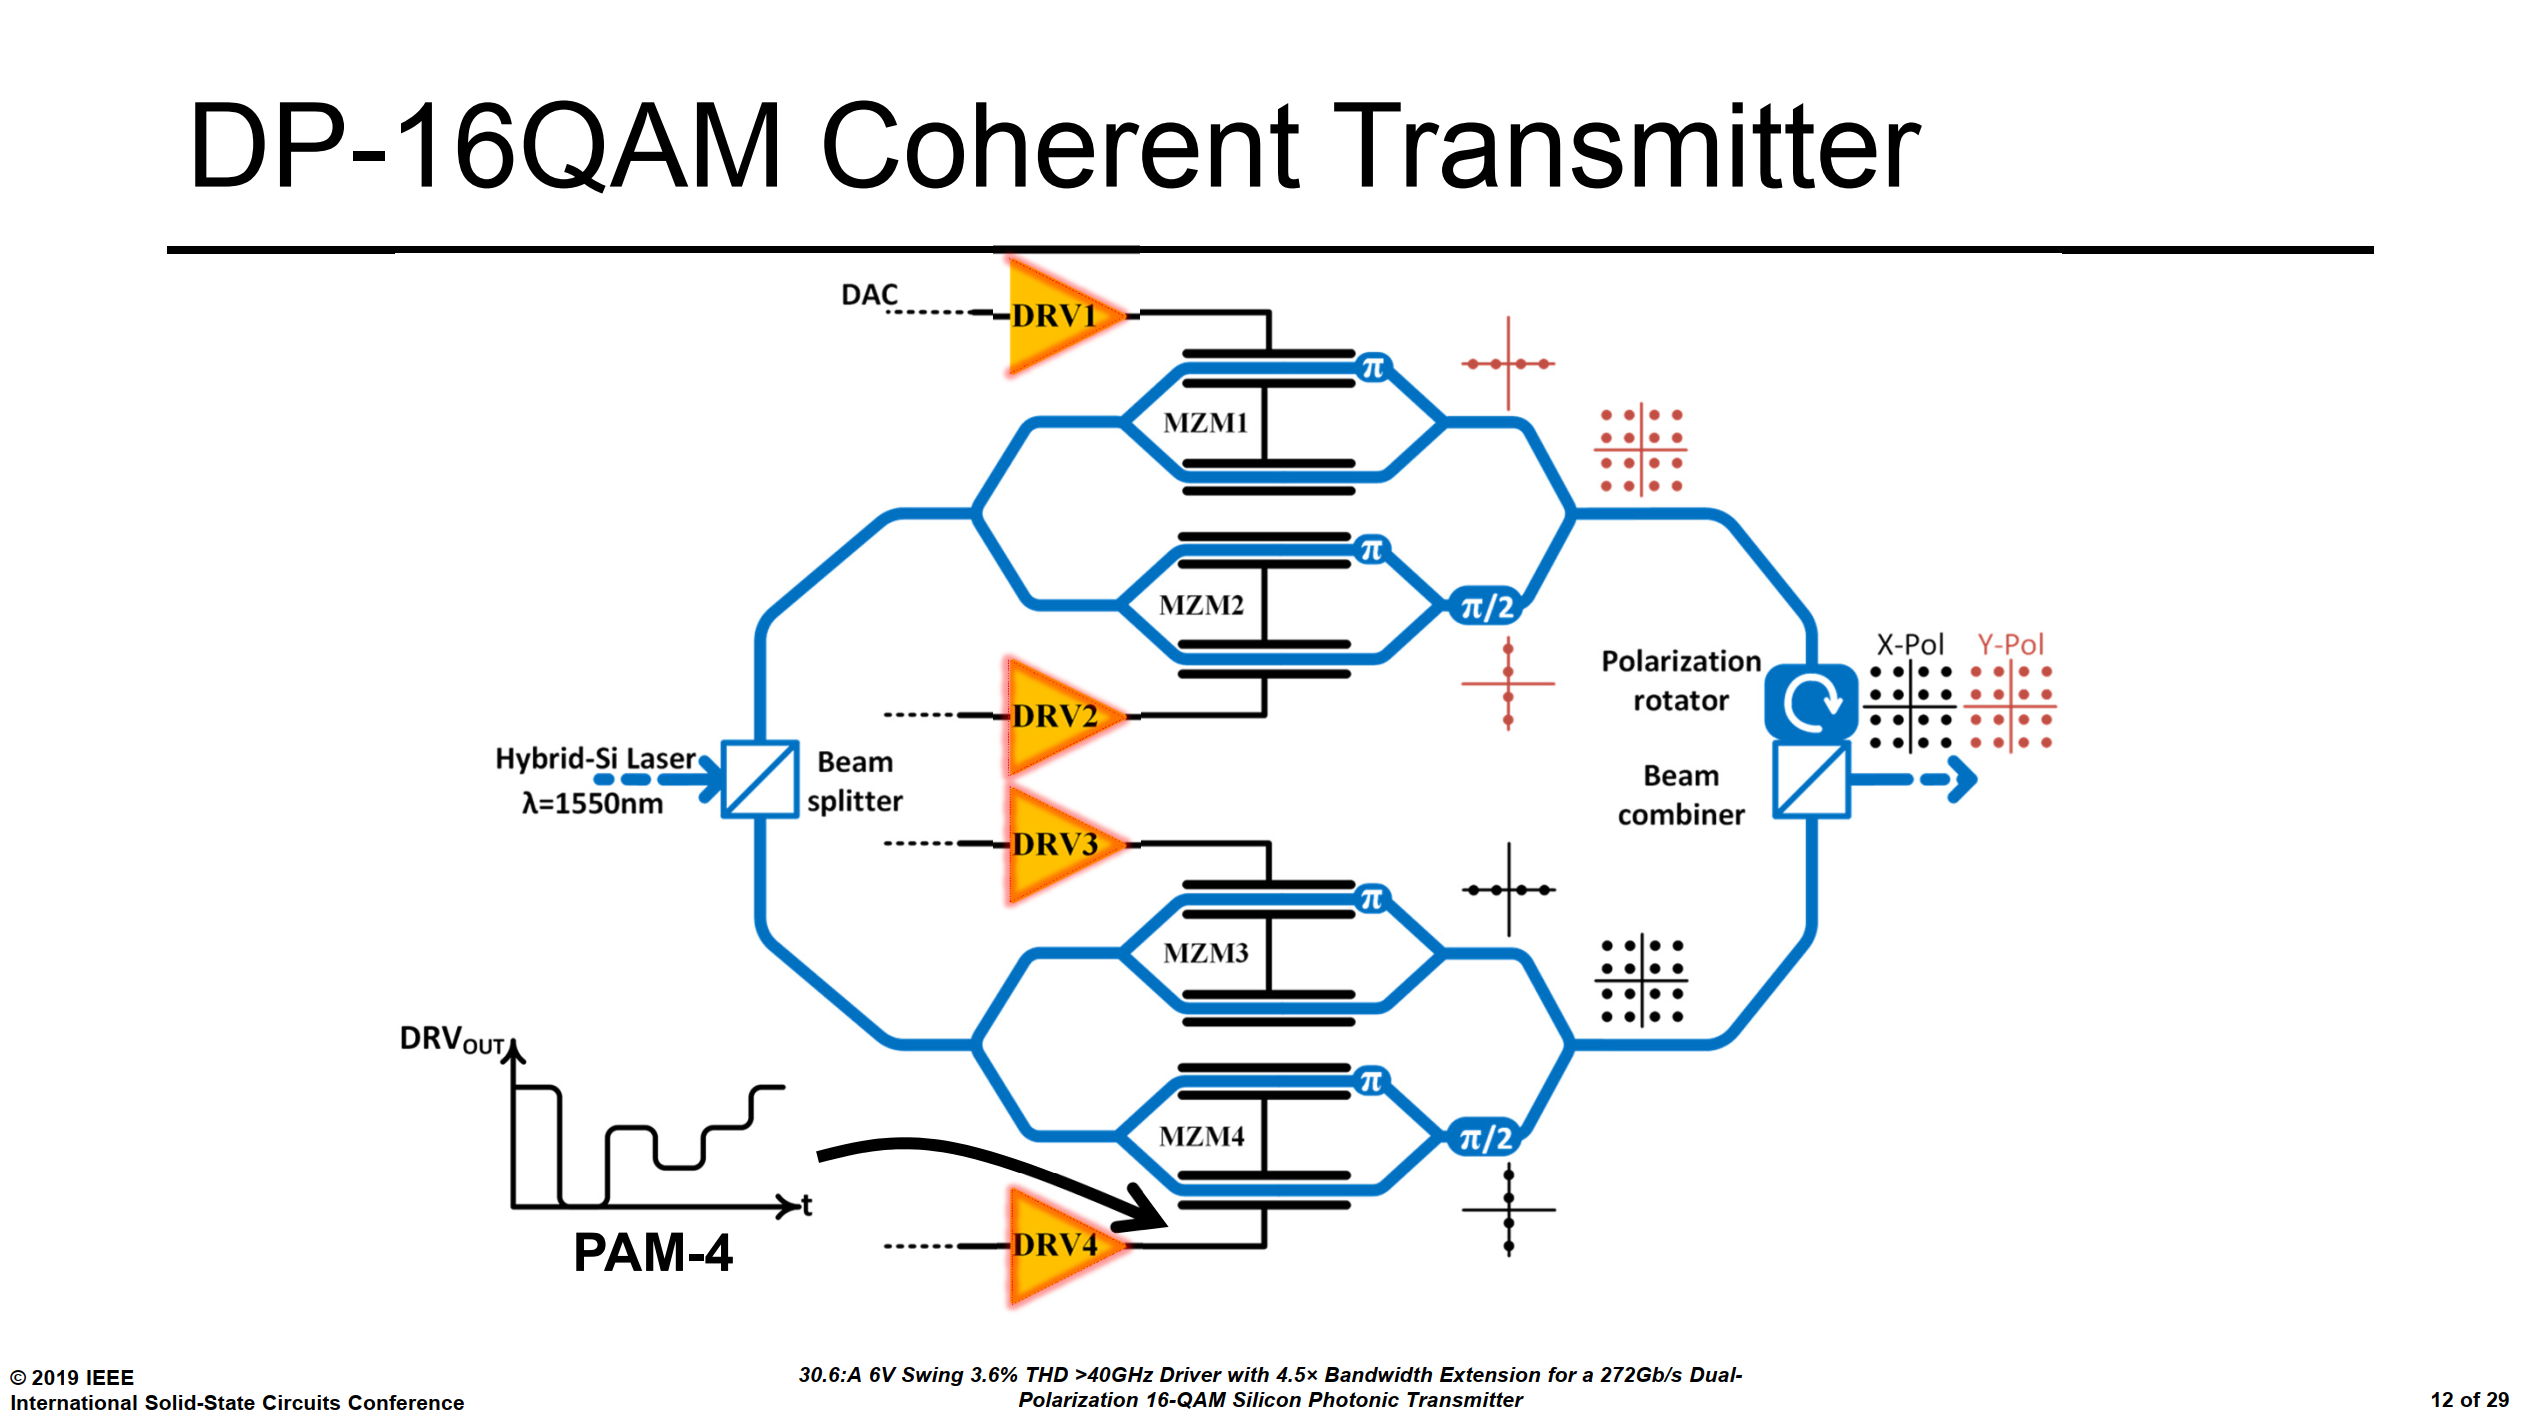 DP-16QAM Coherent Transmitter
DAC
DRV1
π
MZM1
π
MZM2
π/2
DRV2
X-Pol Y-Pol
Polarization
rotator
Hybrid-Si Laser
λ=1550nm
Beam
splitter
Beam
combiner
DRV3
π
MZM3
π
MZM4
π/2
DRV4
DRVOUT
t
PAM-4
© 2019 IEEE
International Solid-State Circuits Conference
30.6:A 6V Swing 3.6% THD >40GHz Driver with 4.5× Bandwidth Extension for a 272Gb/s Dual-
Polarization 16-QAM Silicon Photonic Transmitter
12 of 29